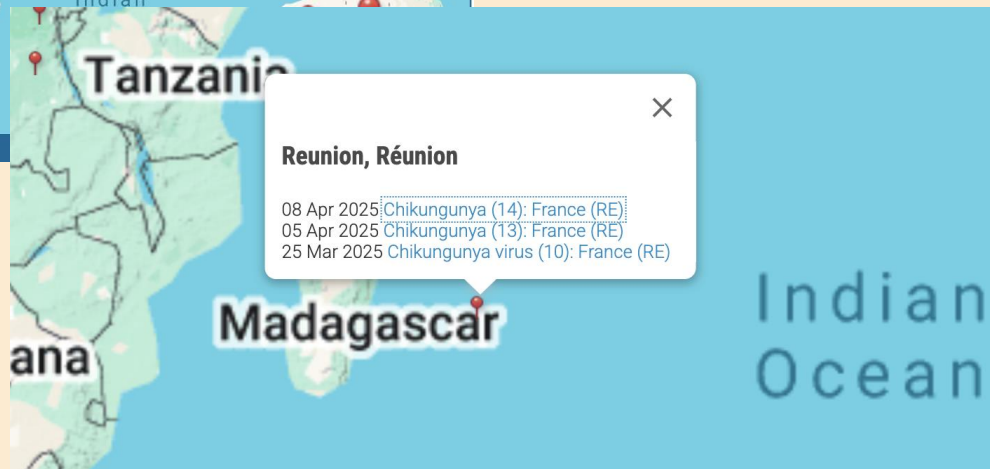 Indian
Tanzania
Reunion, Réunion
08 Apr 2025 Chikungunya (14): France (RE)
05 Apr 2025 Chikungunya (13): France (RE)
25 Mar 2025 Chikungunya virus (10): France (RE)
Madagascar
Indian
Ocean
ana